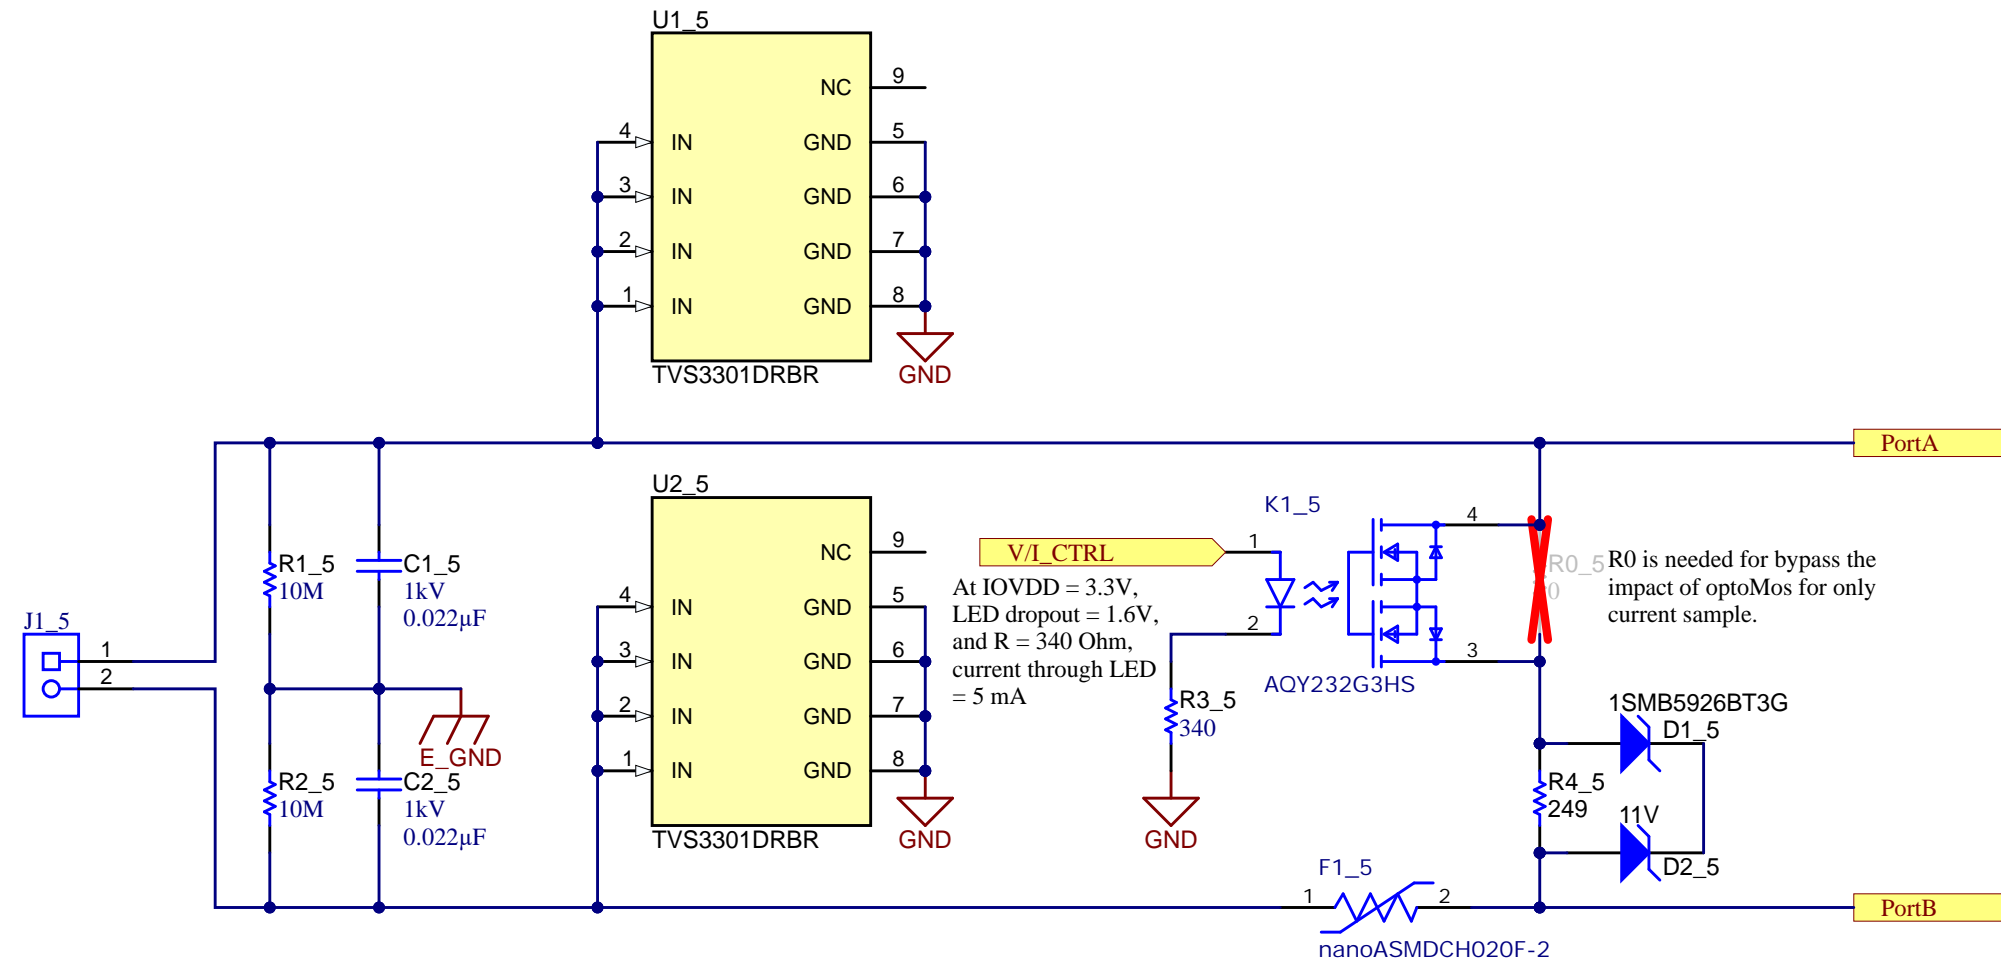 U1_5
NC 9
4 IN GND 5
3 IN GND 6
2 IN GND 7
1 IN GND 8
TVS3301DRBR
GND
PortA
U2_5
NC 9
4 IN GND 5
3 IN GND 6
2 IN GND 7
1 IN GND 8
TVS3301DRBR
GND
J1_5
1
2
R1_5
10M
C1_5
1kV
0.022µF
E_GND
R2_5
10M
C2_5
1kV
0.022µF
V/I_CTRL
At IOVDD = 3.3V,
LED dropout = 1.6V,
and R = 340 Ohm,
current through LED
= 5 mA
K1_5
1
2
4
3
AQY232G3HS
R3_5
340
GND
R0_5
0
R0 is needed for bypass the
impact of optoMos for only
current sample.
1SMB5926BT3G
D1_5
R4_5
249
11V
D2_5
F1_5
1
2
nanoASMDCH020F-2
PortB